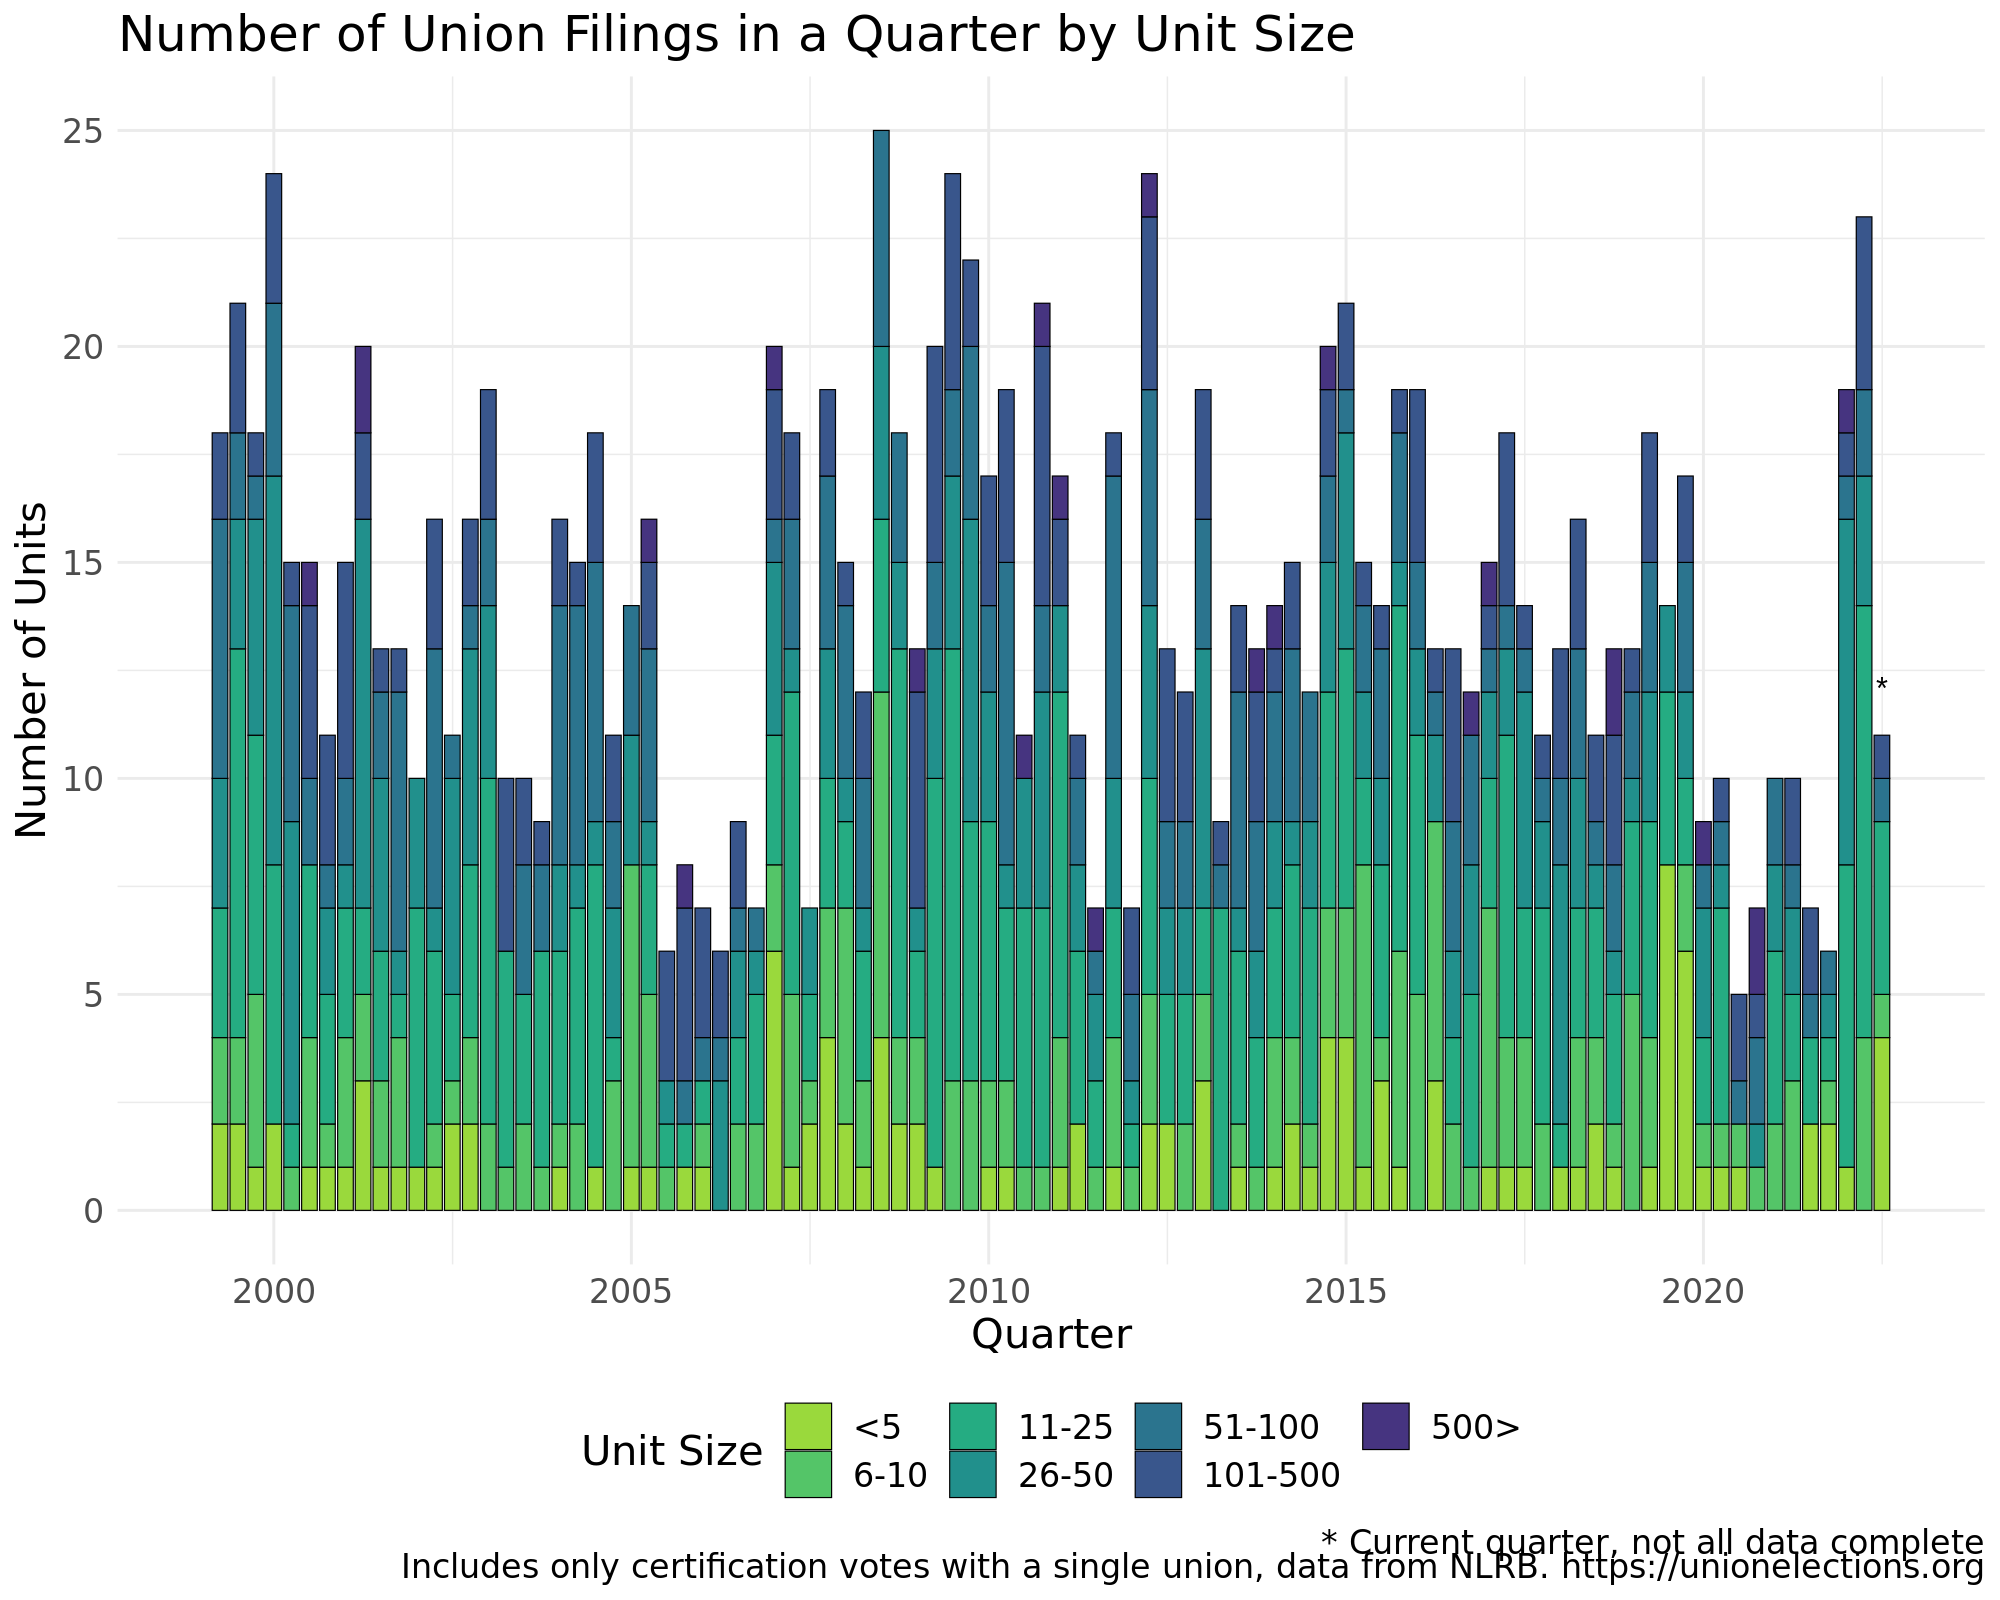 Number of Union Filings in a Quarter by Unit Size
25
20
15
10
5
0
Number of Units
*
2000 2005 2010 2015 2020
Quarter
Unit Size
<5 11-25 51-100 500>
6-10 26-50 101-500
* Current quarter, not all data complete
Includes only certification votes with a single union, data from NLRB. https://unionelections.org